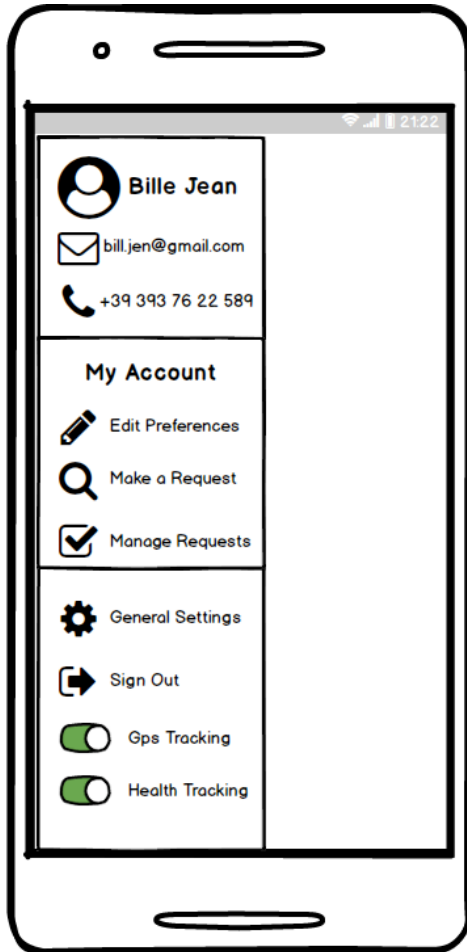 21:22
Bille Jean
bill.jen@gmail.com
+39 393 76 22 589
My Account
Edit Preferences
Make a Request
Manage Requests
General Settings
Sign Out
Gps Tracking
Health Tracking